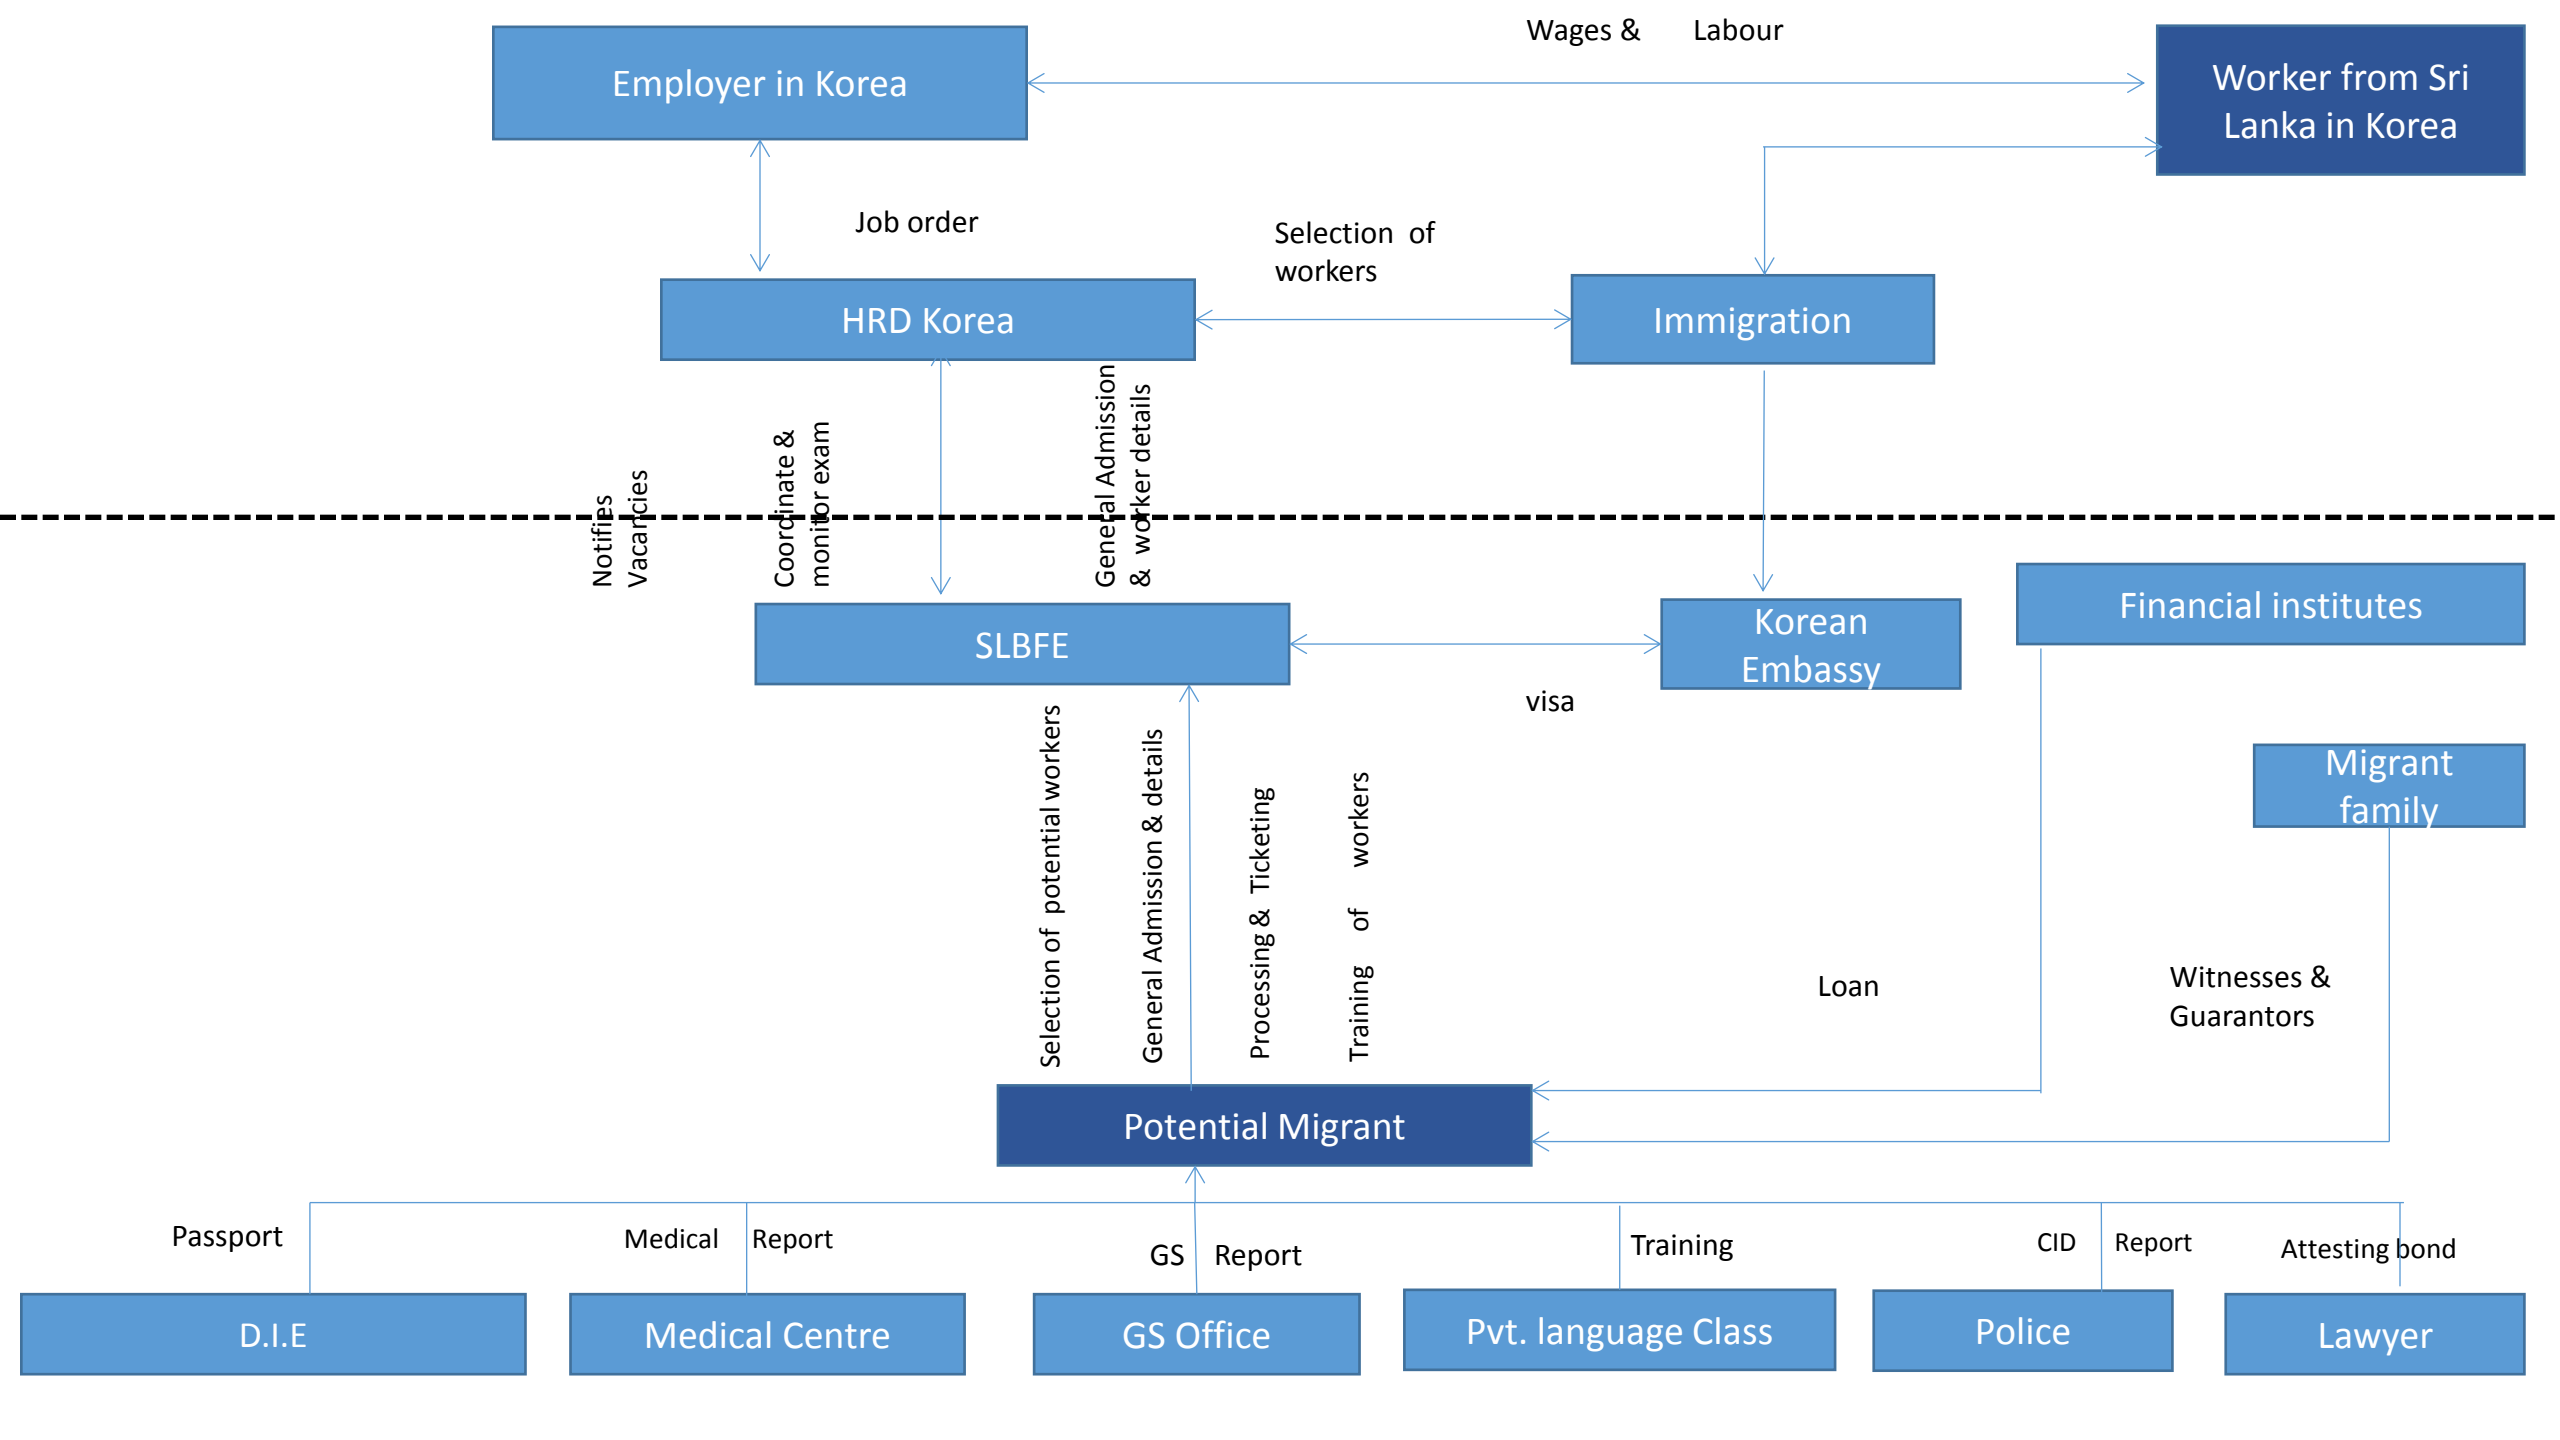 Wages & Labour
Employer in Korea
Worker from Sri
Lanka in Korea
Job order
Selection of
workers
HRD Korea
Immigration
Notifies
Vacancies
Coordinate &
monitor exam
General Admission
& worker details
SLBFE
Korean
Embassy
Financial institutes
visa
Migrant
family
Selection of potential workers
General Admission & details
Processing & Ticketing
Training of workers
Loan
Witnesses &
Guarantors
Potential Migrant
Passport
Medical Report
GS Report
Training
CID Report
Attesting bond
D.I.E
Medical Centre
GS Office
Pvt. language Class
Police
Lawyer